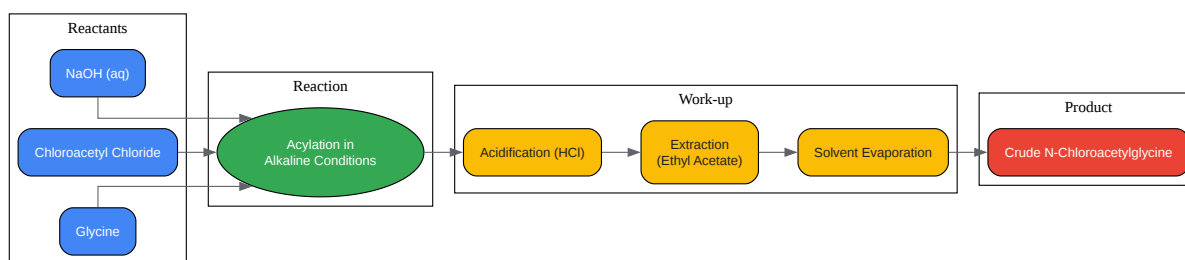 Reactants
NaOH (aq)
Chloroacetyl Chloride
Glycine
Reaction
Acylation in
Alkaline Conditions
Work-up
Acidification (HCl)
Extraction
(Ethyl Acetate)
Solvent Evaporation
Product
Crude N-Chloroacetylglycine